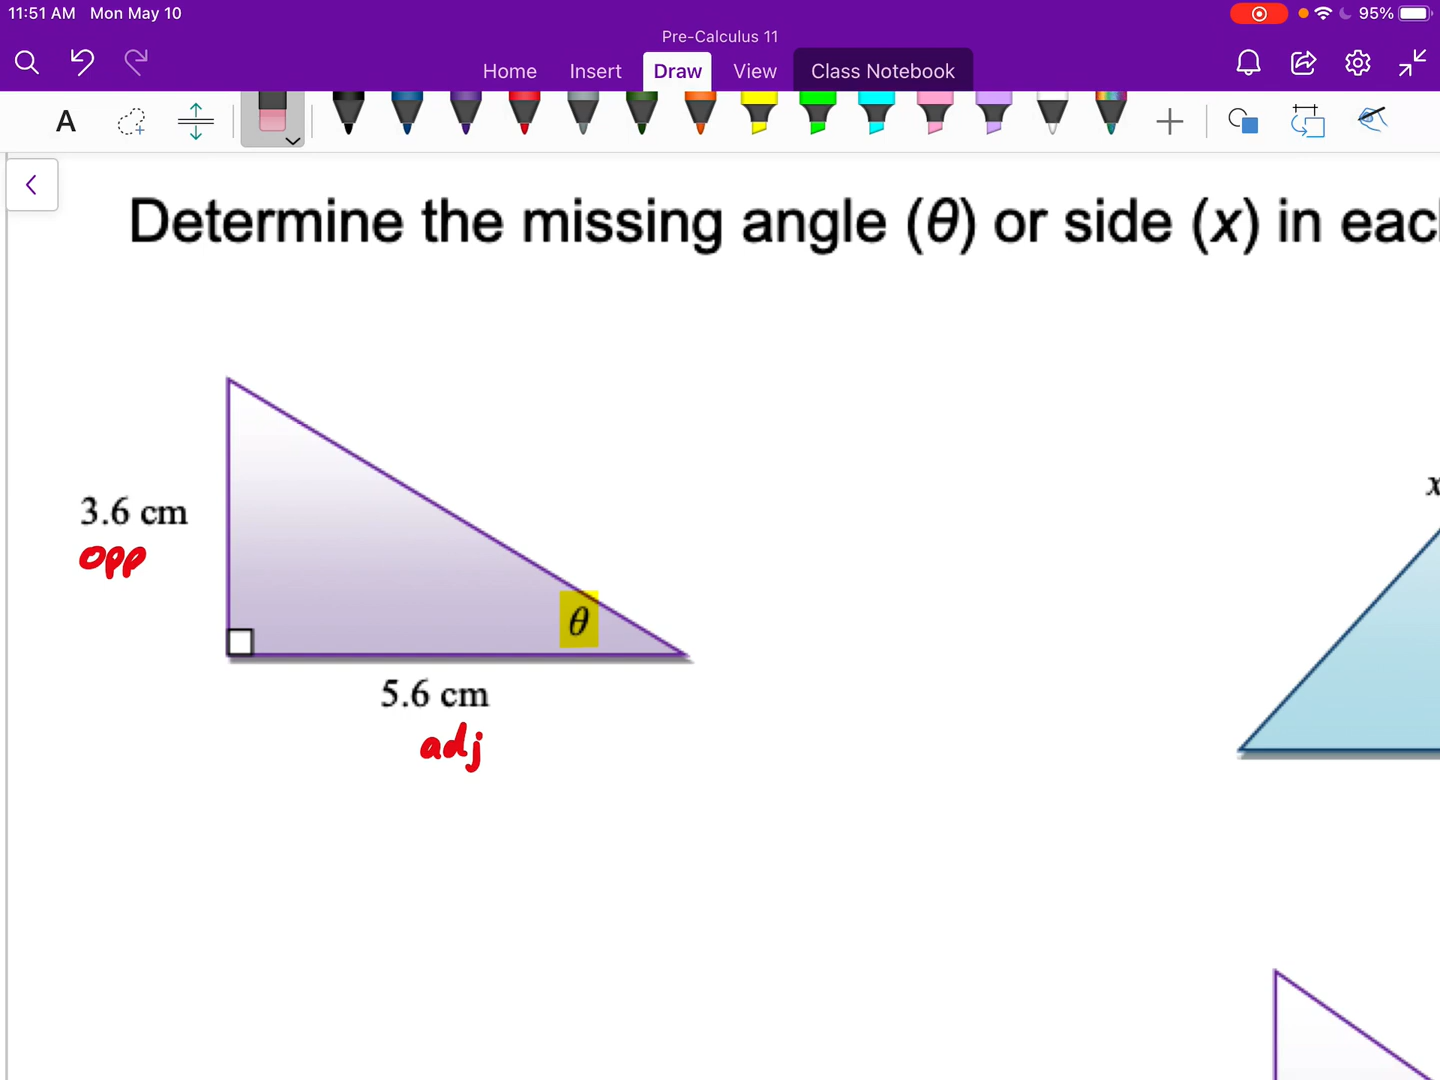 11:51 AM Mon May 10
95%
Pre-Calculus 11
Home Insert Draw View Class Notebook
A
Determine the missing angle (θ) or side (x) in eac
x
3.6 cm
opp
θ
5.6 cm
adj